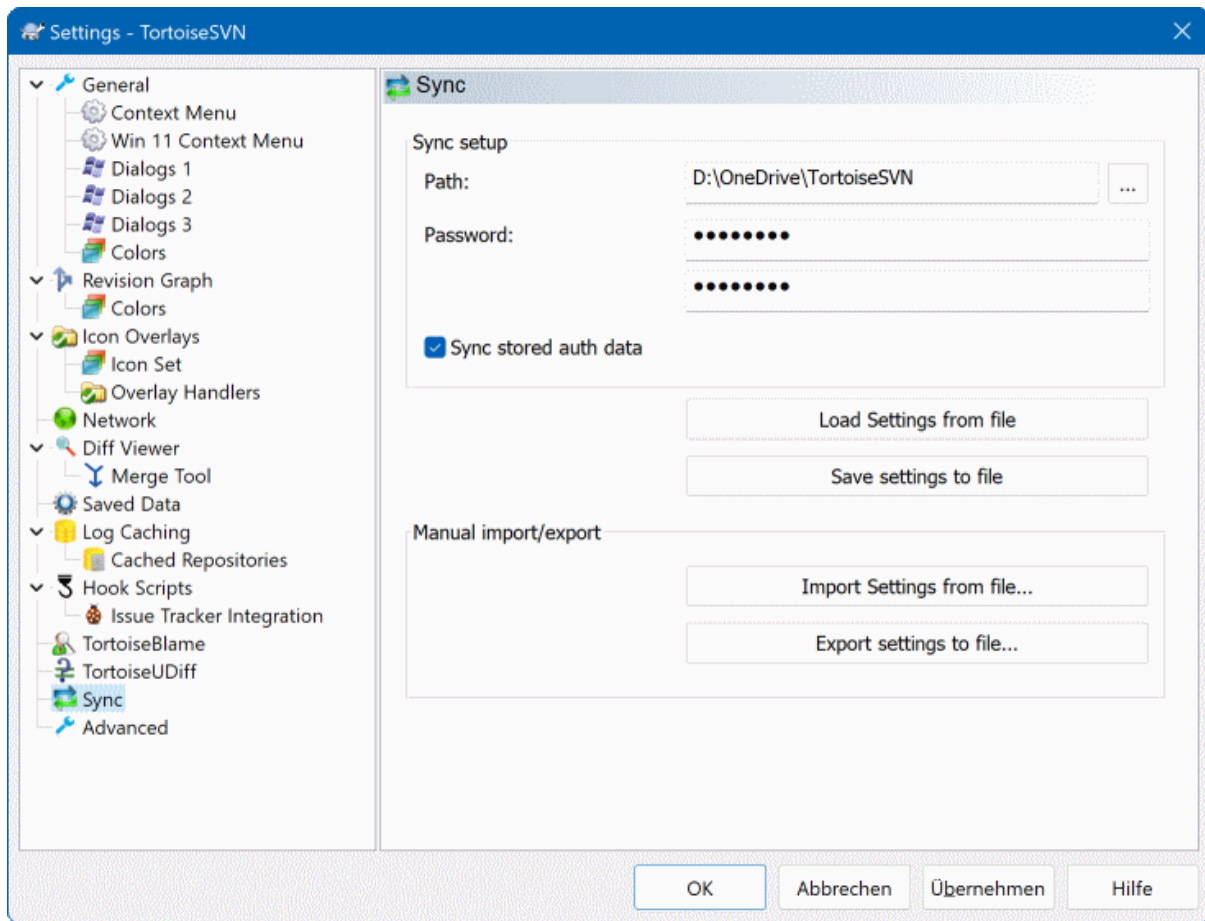 Settings - TortoiseSVN
General
Context Menu
Win 11 Context Menu
Dialogs 1
Dialogs 2
Dialogs 3
Colors
Revision Graph
Colors
Icon Overlays
Icon Set
Overlay Handlers
Network
Diff Viewer
Merge Tool
Saved Data
Log Caching
Cached Repositories
Hook Scripts
Issue Tracker Integration
TortoiseBlame
TortoiseUDiff
Sync
Advanced
Sync
Sync setup
Path: D:\OneDrive\TortoiseSVN ...
Password: ●●●●●●●●
●●●●●●●●
Sync stored auth data
Load Settings from file
Save settings to file
Manual import/export
Import Settings from file...
Export settings to file...
OK Abbrechen Übernehmen Hilfe